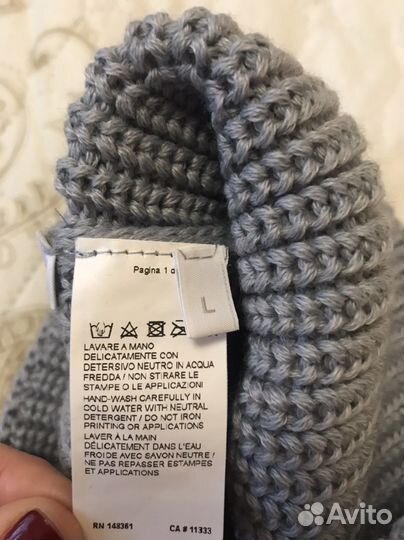 Pagina 1
L
LAVARE A MANO
DELICATAMENTE CON
DETERSIVO NEUTRO IN ACQUA
FREDDA / NON STIRARE LE
STAMPE O LE APPLICAZIONI
HAND-WASH CAREFULLY IN
COLD WATER WITH NEUTRAL
DETERGENT / DO NOT IRON
PRINTING OR APPLICATIONS
LAVER À LA MAIN
DÉLICATEMENT DANS L'EAU
FROIDE AVEC SAVON NEUTRE /
NE PAS REPASSER ESTAMPES
ET APPLICATIONS
RN 148361 CA # 11333
Avito